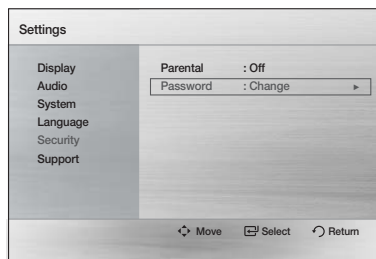 Settings
Display
Audio
System
Language
Security
Support
Parental : Off
Password : Change
Move Select Return